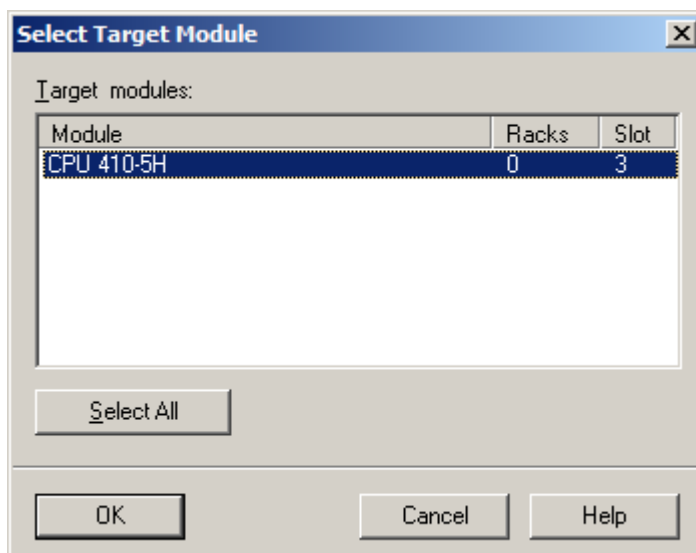 Select Target Module
Target modules:
Module Racks Slot
CPU 410-5H 0 3
Select All
OK Cancel Help